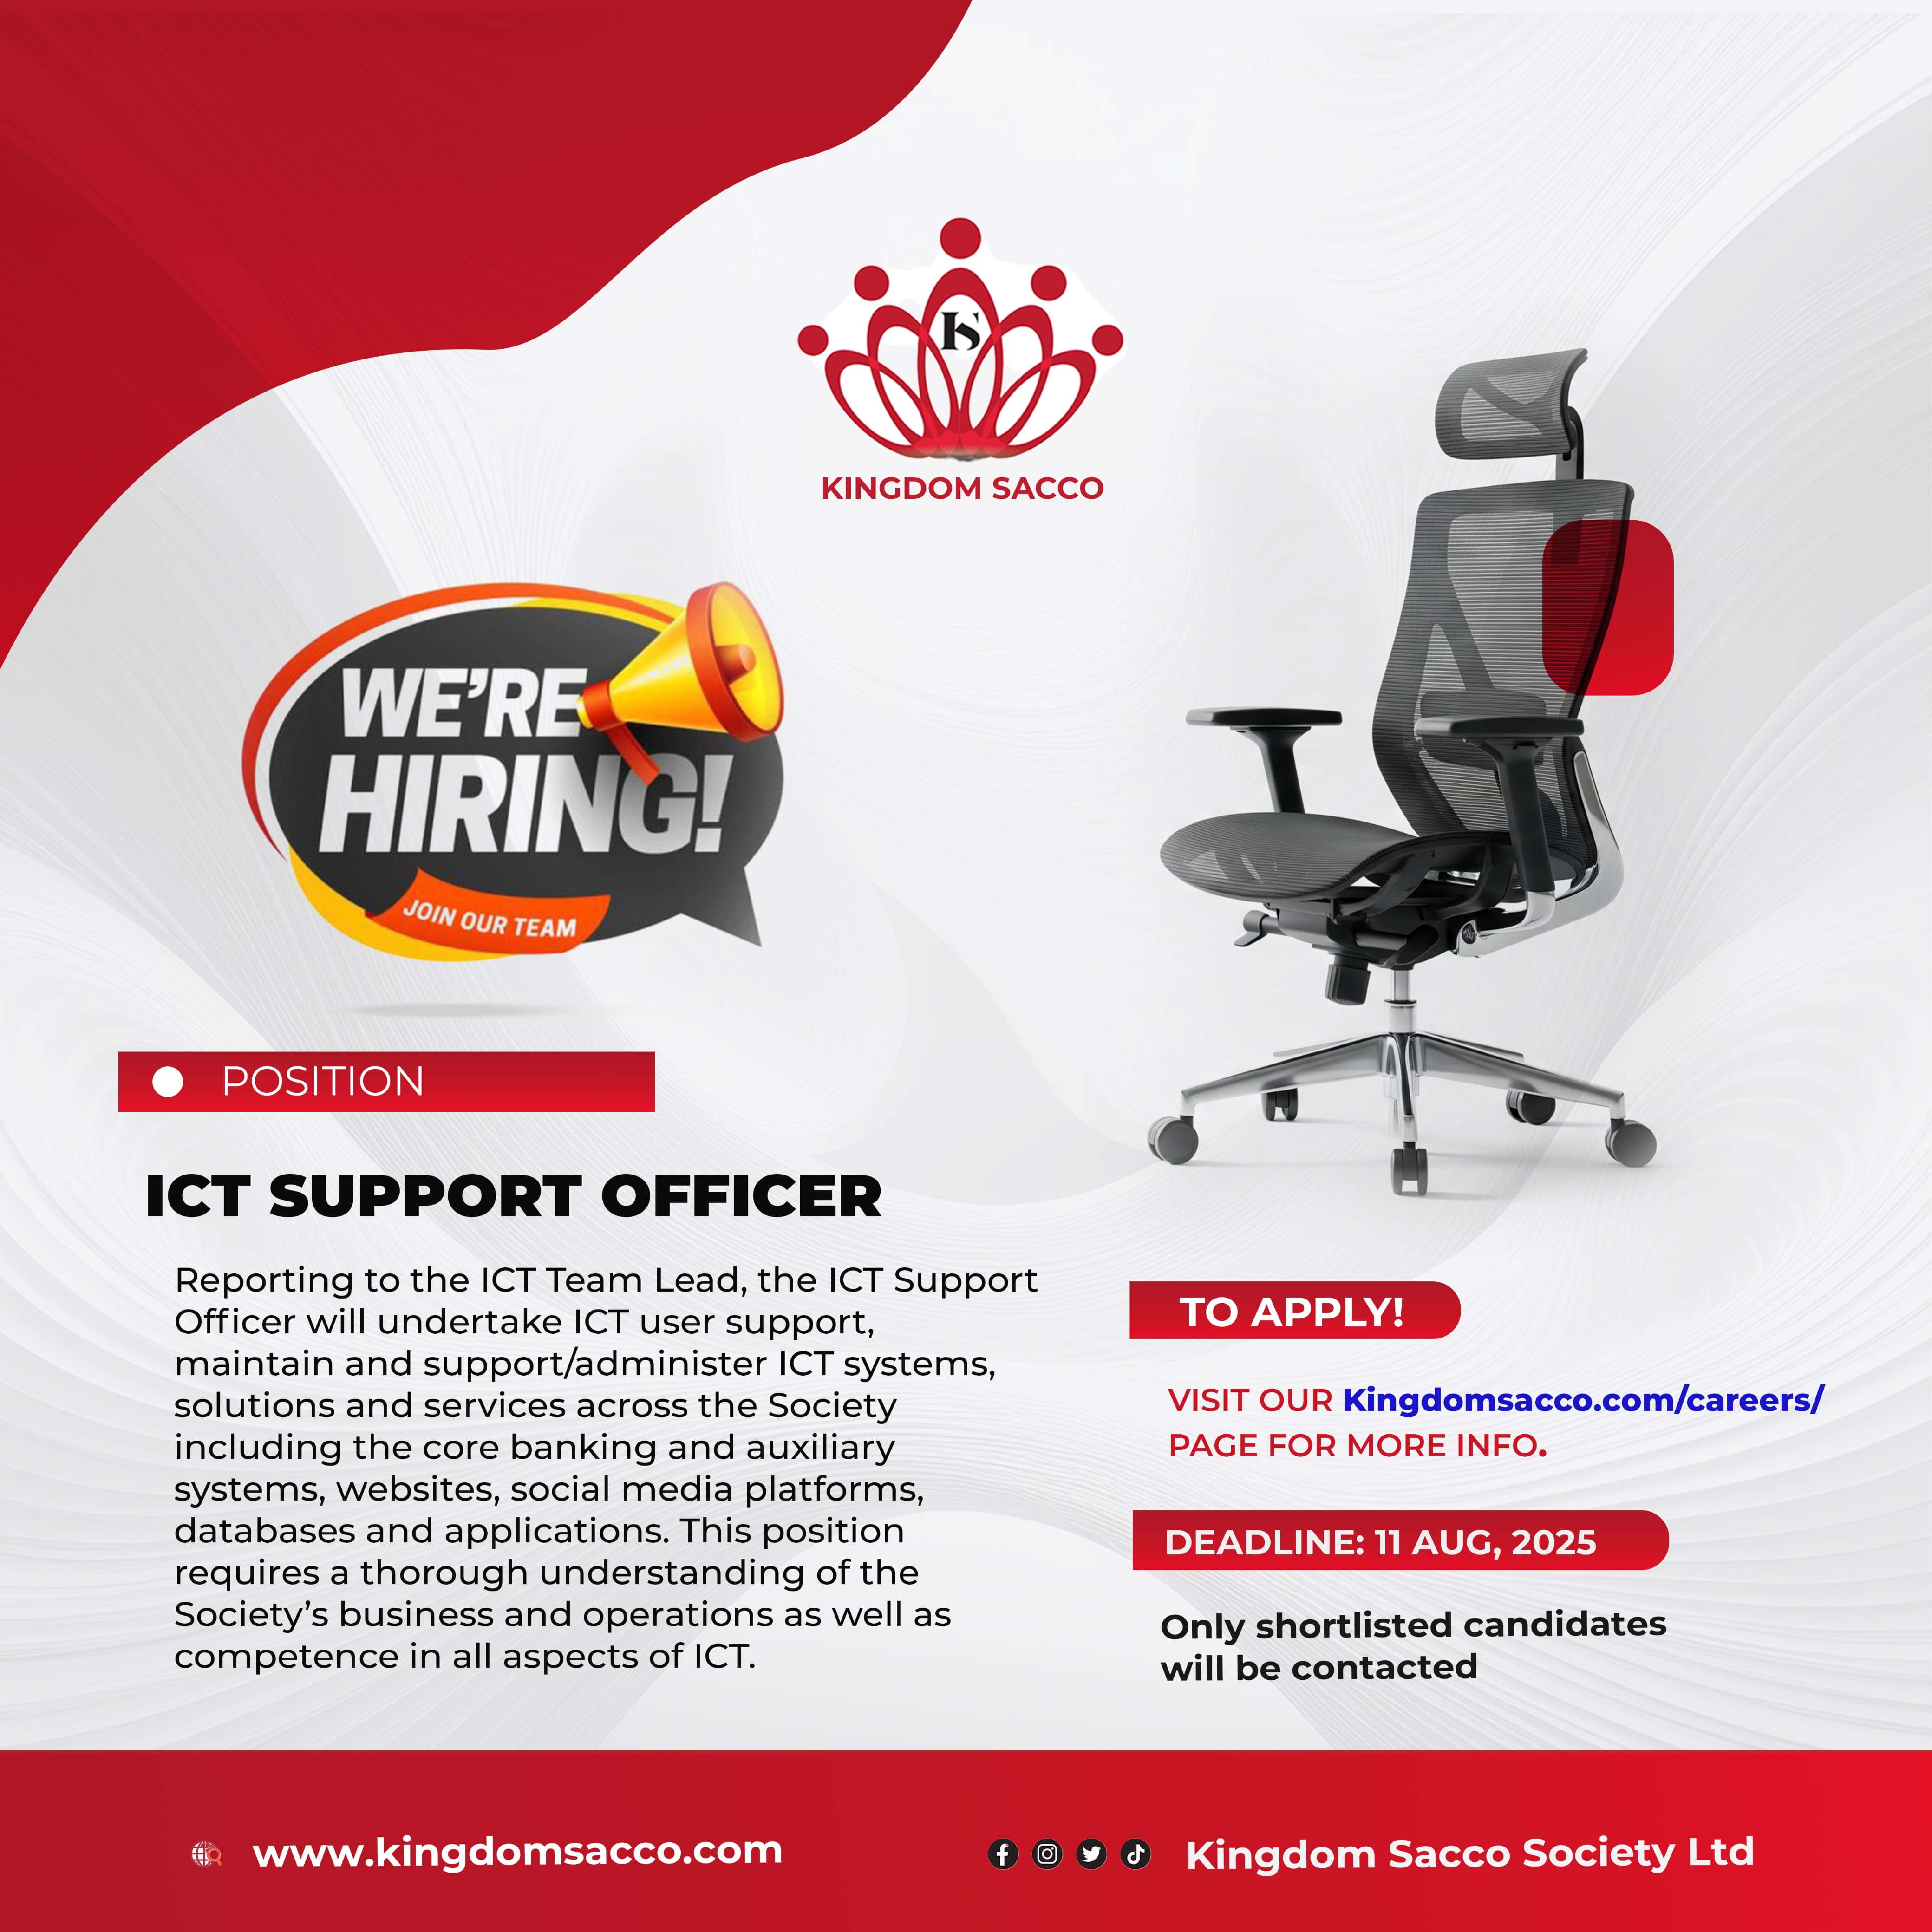 KS
KINGDOM SACCO
WE'RE
HIRING!
JOIN OUR TEAM
POSITION
ICT SUPPORT OFFICER
Reporting to the ICT Team Lead, the ICT Support
Officer will undertake ICT user support,
maintain and support/administer ICT systems,
solutions and services across the Society
including the core banking and auxiliary
systems, websites, social media platforms,
databases and applications. This position
requires a thorough understanding of the
Society's business and operations as well as
competence in all aspects of ICT.
TO APPLY!
VISIT OUR Kingdomsacco.com/careers/
PAGE FOR MORE INFO.
DEADLINE: 11 AUG, 2025
Only shortlisted candidates
will be contacted
www.kingdomsacco.com
Kingdom Sacco Society Ltd